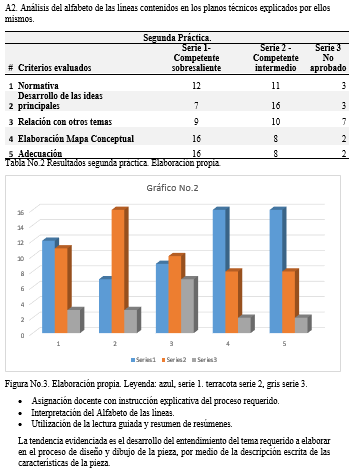 A2. Análisis del alfabeto de las líneas contenidos en los planos técnicos explicados por ellos
mismos.
Segunda Práctica.
# Criterios evaluados Serie 1- Competente sobresaliente Serie 2 - Competente intermedio Serie 3 No aprobado
1 Normativa 12 11 3
2 Desarrollo de las ideas principales 7 16 3
3 Relación con otros temas 9 10 7
4 Elaboración Mapa Conceptual 16 8 2
5 Adecuación 16 8 2
Tabla No.2 Resultados segunda práctica. Elaboración propia.
Gráfico No.2
16
14
12
10
8
6
4
2
0
1 2 3 4 5
Series1 Series2 Series3
Figura No.3. Elaboración propia. Leyenda: azul, serie 1. terracota serie 2, gris serie 3.
• Asignación docente con instrucción explicativa del proceso requerido.
• Interpretación del Alfabeto de las líneas.
• Utilización de la lectura guiada y resumen de resúmenes.
La tendencia evidenciada es el desarrollo del entendimiento del tema requerido a elaborar
en el proceso de diseño y dibujo de la pieza, por medio de la descripción escrita de las
características de la pieza.